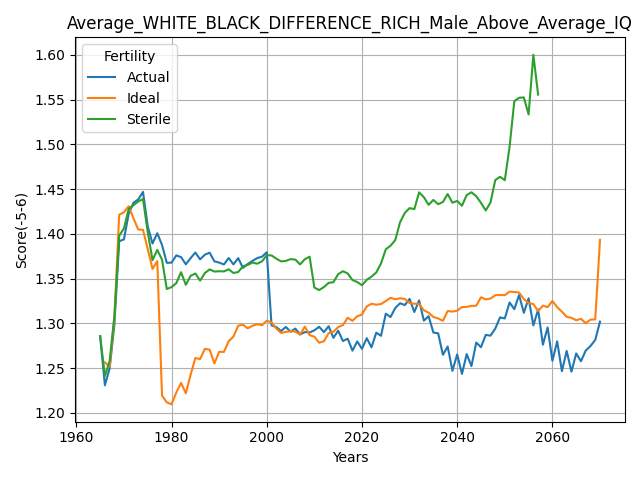 Average_WHITE_BLACK_DIFFERENCE_RICH_Male_Above_Average_IQ
Fertility
Actual
Ideal
Sterile
Score(-5-6)
1.60
1.55
1.50
1.45
1.40
1.35
1.30
1.25
1.20
1960
1980
2000
2020
2040
2060
Years